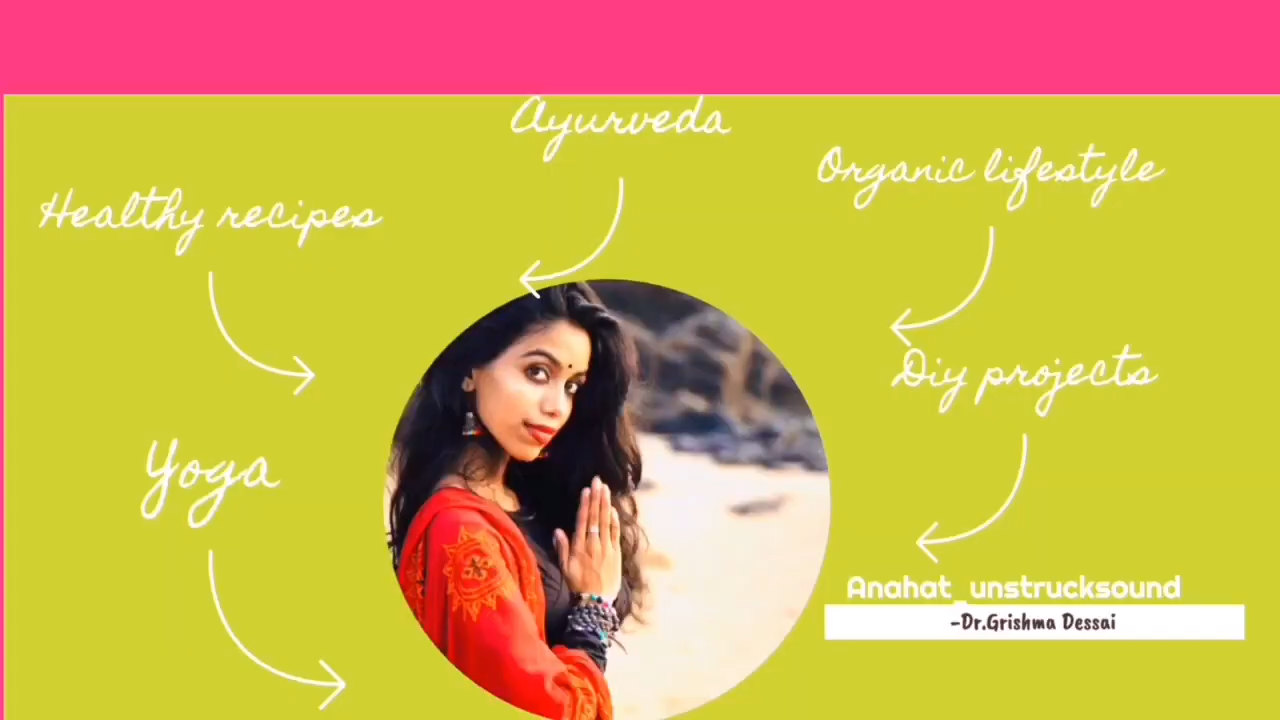 Ayurveda
Organic lifestyle
Healthy recipes
Diy projects
Yoga
Anahat_unstrucksound
-Dr.Grishma Dessai